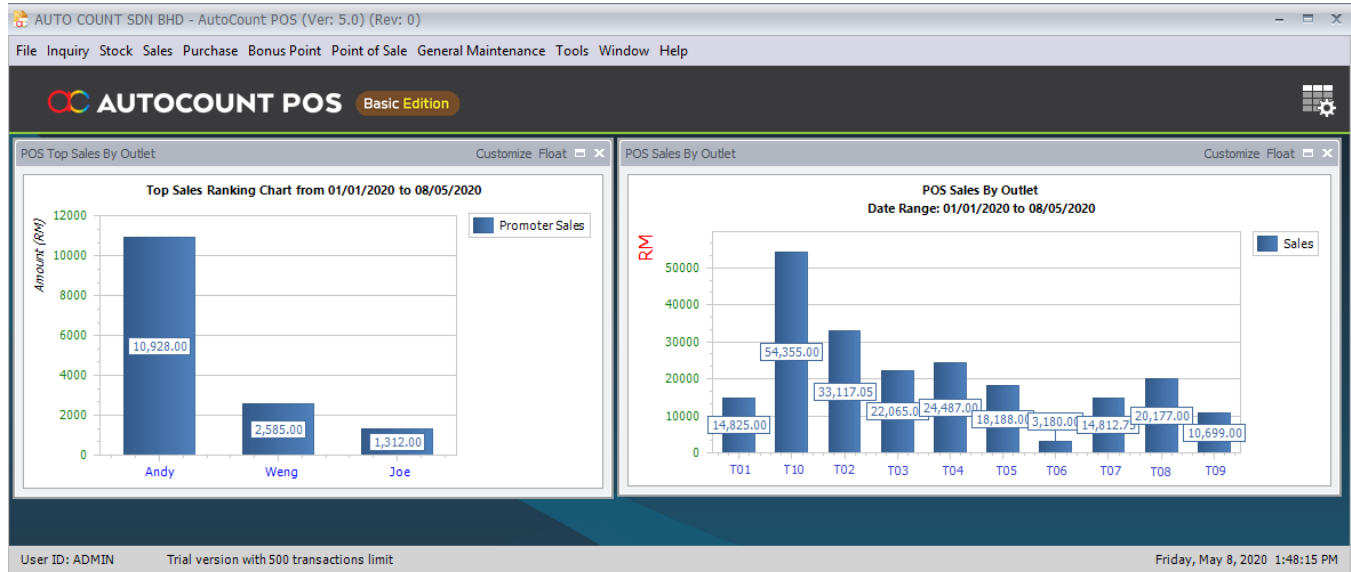 AUTO COUNT SDN BHD - AutoCount POS (Ver: 5.0) (Rev: 0)
File Inquiry Stock Sales Purchase Bonus Point Point of Sale General Maintenance Tools Window Help
AUTOCOUNT POS Basic Edition
POS Top Sales By Outlet Customize Float
Top Sales Ranking Chart from 01/01/2020 to 08/05/2020
Amount (RM)
12000
10000
8000
6000
4000
2000
0
10,928.00
2,585.00
1,312.00
Andy Weng Joe
Promoter Sales
POS Sales By Outlet Customize Float
POS Sales By Outlet
Date Range: 01/01/2020 to 08/05/2020
RM
50000
40000
30000
20000
10000
0
14,825.00
54,355.00
33,117.05
22,065.0
24,487.00
18,188.00
3,180.00
14,812.75
20,177.00
10,699.00
T01 T10 T02 T03 T04 T05 T06 T07 T08 T09
Sales
User ID: ADMIN Trial version with 500 transactions limit Friday, May 8, 2020 1:48:15 PM